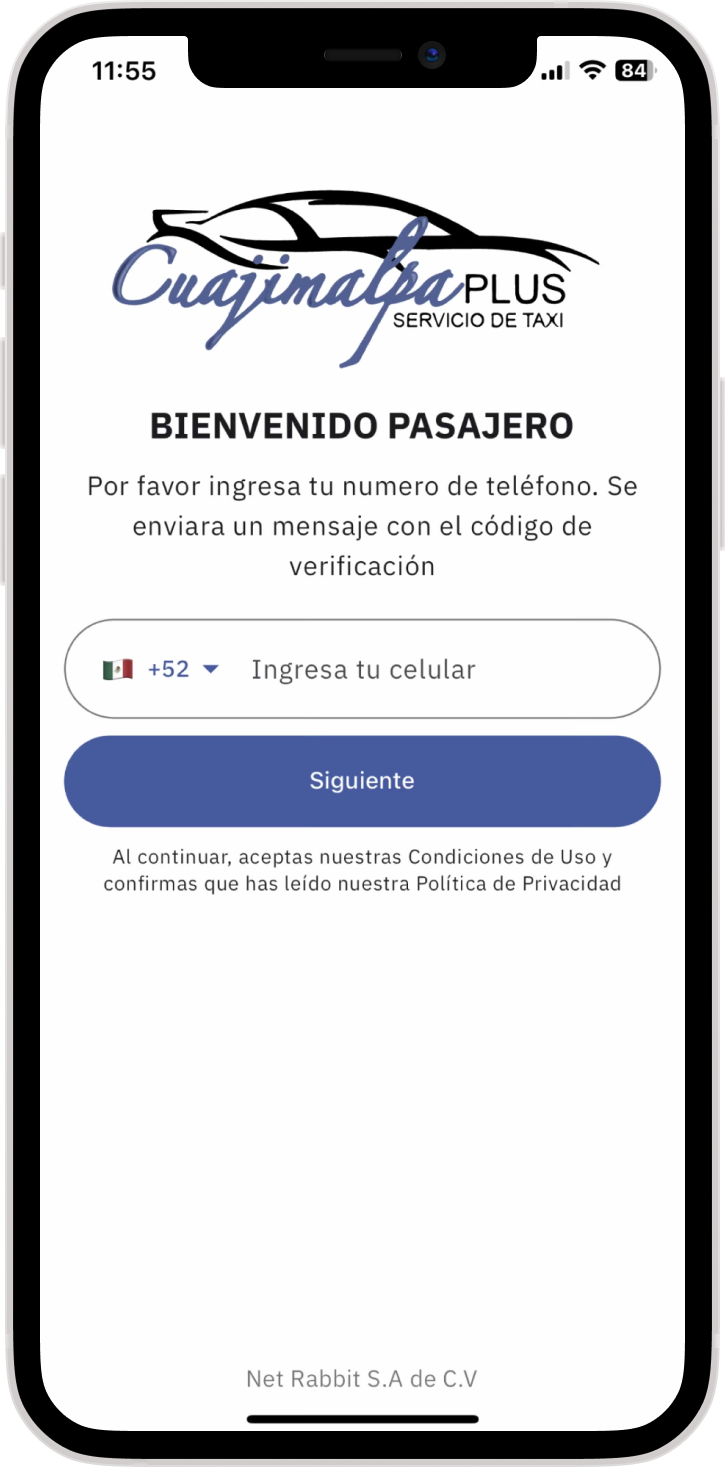 11:55
84
Cuajimalpa PLUS
SERVICIO DE TAXI
BIENVENIDO PASAJERO
Por favor ingresa tu numero de teléfono. Se
enviara un mensaje con el código de
verificación
+52 Ingresa tu celular
Siguiente
Al continuar, aceptas nuestras Condiciones de Uso y
confirmas que has leído nuestra Política de Privacidad
Net Rabbit S.A de C.V